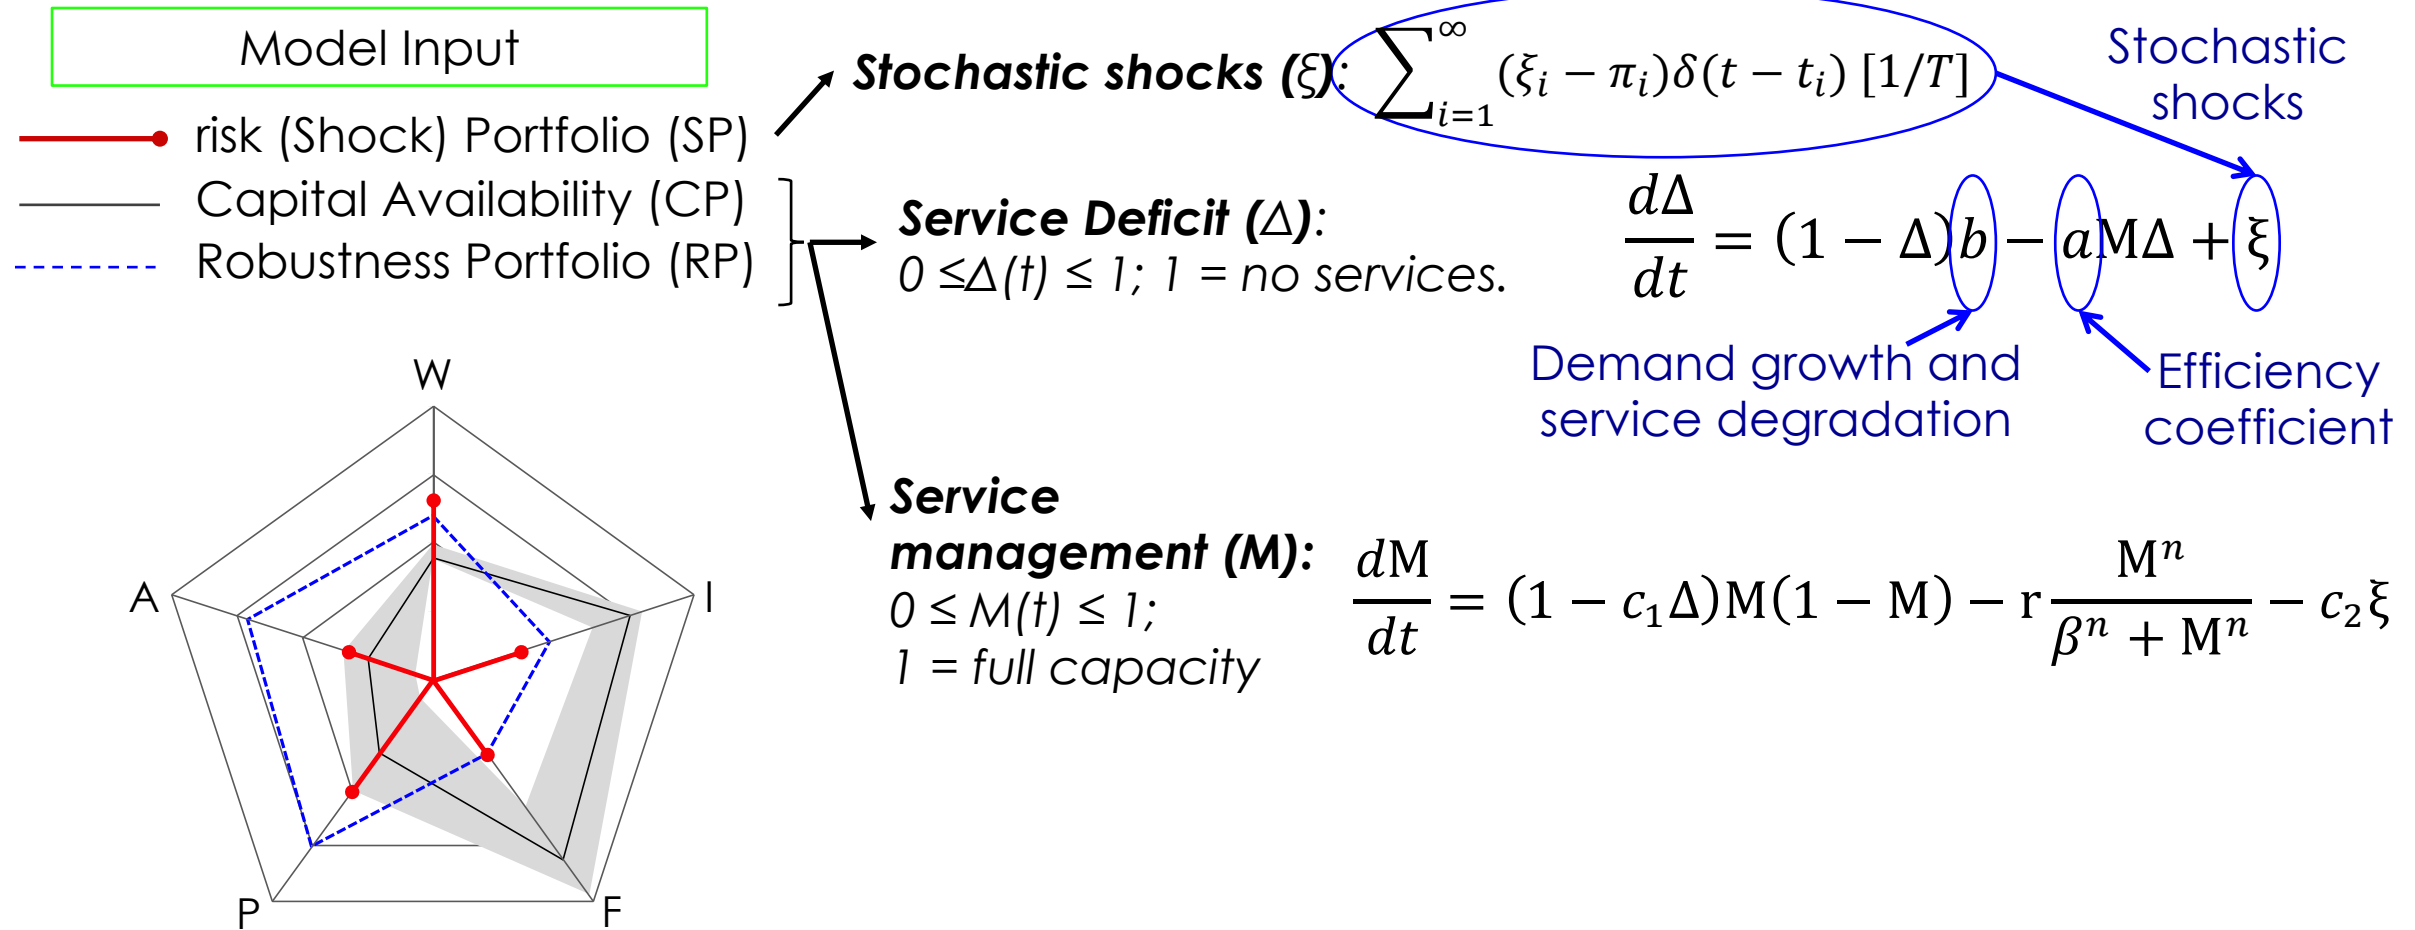 Model Input
risk (Shock) Portfolio (SP)
Capital Availability (CP)
Robustness Portfolio (RP)
Stochastic shocks (ξ): ∑_{i=1}^{∞} (ξ_i − π_i)δ(t − t_i) [1/T]
Stochastic
shocks
Service Deficit (Δ):
0 ≤Δ(t) ≤ 1; 1 = no services.
dΔ/dt = (1 − Δ)b − aMΔ + ξ
Demand growth and
service degradation
Efficiency
coefficient
Service
management (M):
0 ≤ M(t) ≤ 1;
1 = full capacity
dM/dt = (1 − c_1Δ)M(1 − M) − r M^n/(β^n + M^n) − c_2ξ
W
A
I
P
F